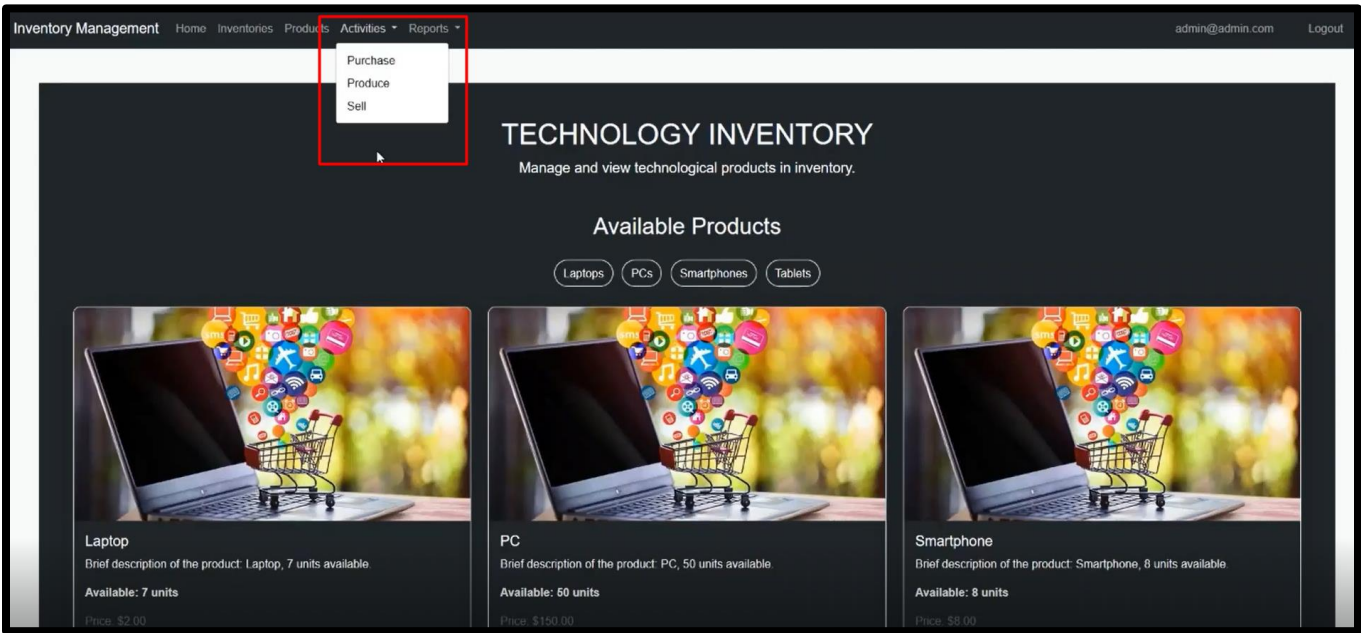 Inventory Management Home Inventories Products Activities Reports admin@admin.com Logout
Purchase
Produce
Sell
TECHNOLOGY INVENTORY
Manage and view technological products in inventory.
Available Products
Laptops PCs Smartphones Tablets
Laptop
Brief description of the product: Laptop, 7 units available.
Available: 7 units
Price: $2.00
PC
Brief description of the product: PC, 50 units available.
Available: 50 units
Price: $150.00
Smartphone
Brief description of the product: Smartphone, 8 units available.
Available: 8 units
Price: $8.00